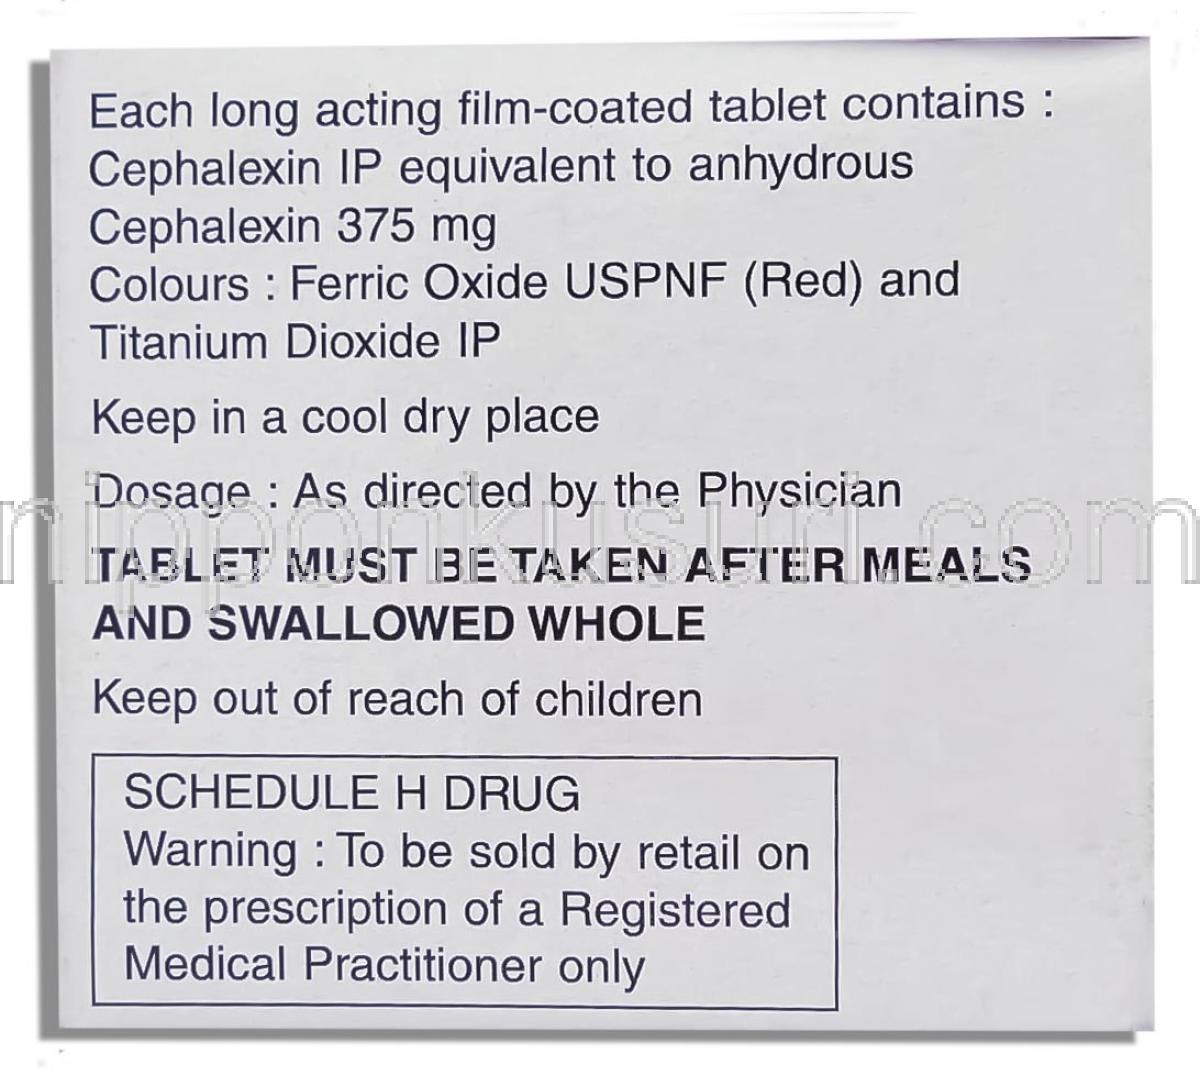 Each long acting film-coated tablet contains :
Cephalexin IP equivalent to anhydrous
Cephalexin 375 mg
Colours : Ferric Oxide USPNF (Red) and
Titanium Dioxide IP
Keep in a cool dry place
Dosage : As directed by the Physician
nipponkusuri.com
TABLET MUST BE TAKEN AFTER MEALS
AND SWALLOWED WHOLE
Keep out of reach of children
SCHEDULE H DRUG
Warning : To be sold by retail on
the prescription of a Registered
Medical Practitioner only